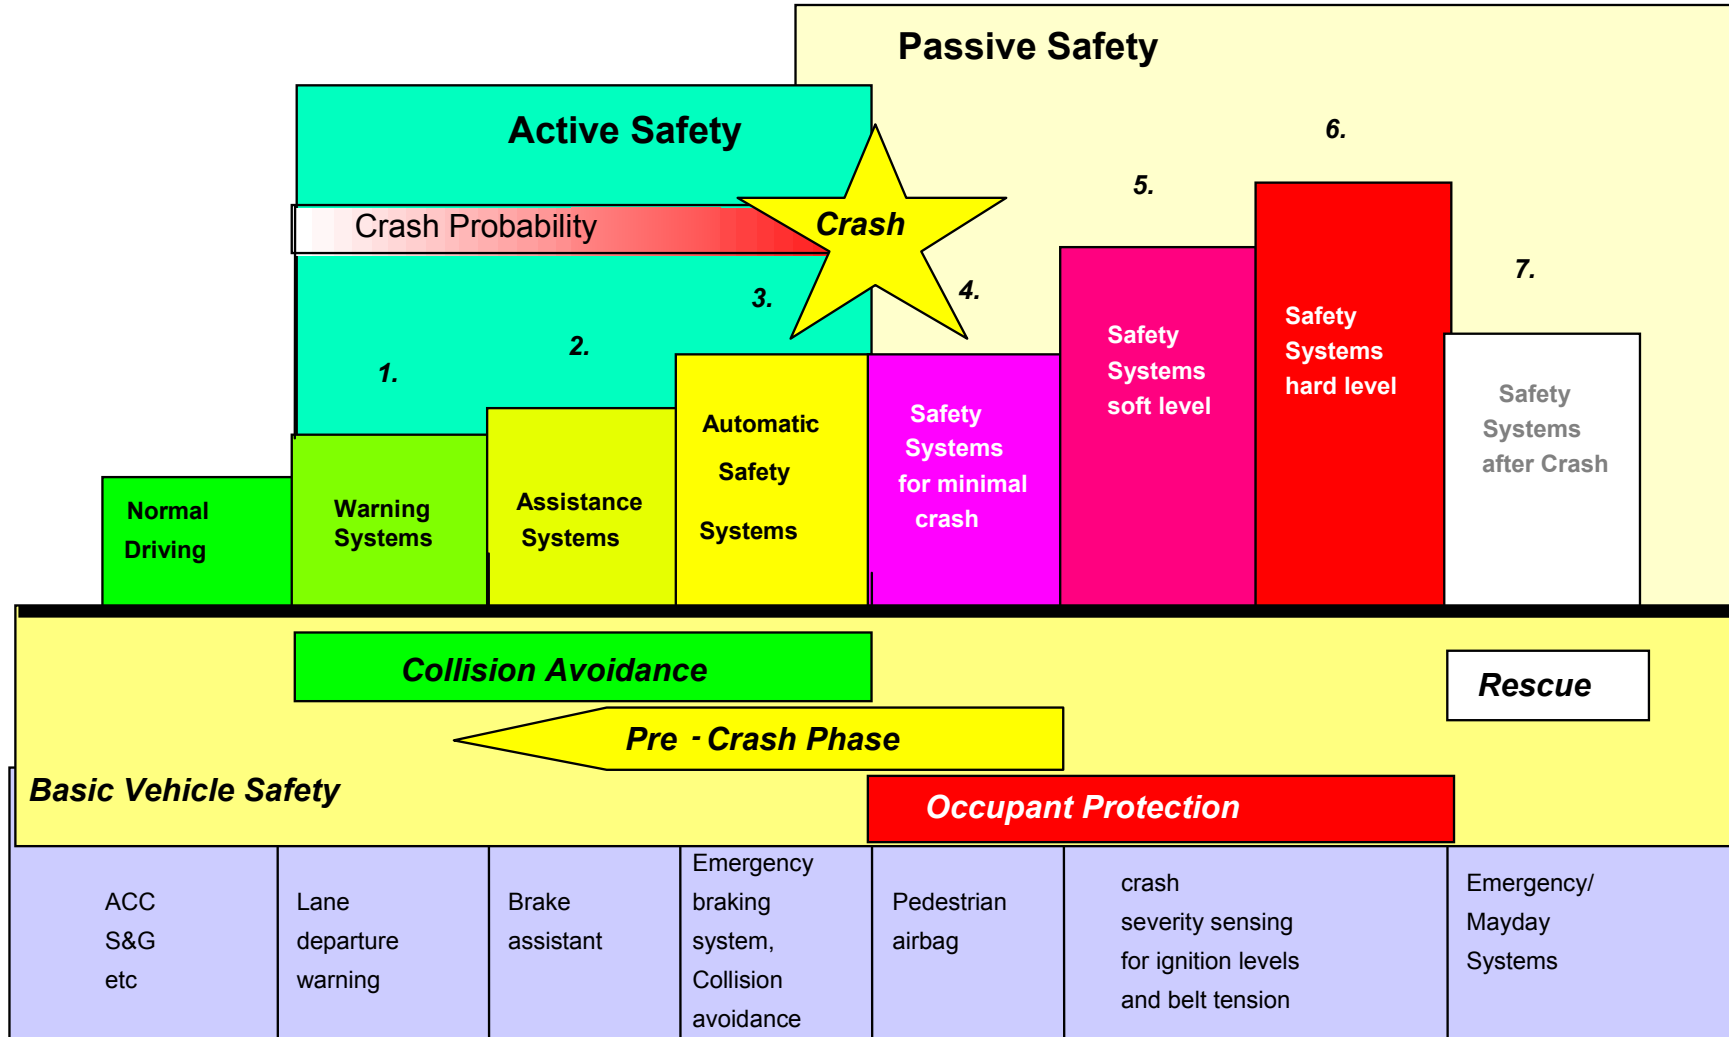 Passive Safety
Active Safety
Crash Probability
Crash
1.
2.
3.
4.
5.
6.
7.
Normal
Driving
Warning
Systems
Assistance
Systems
Automatic
Safety
Systems
Safety
Systems
for minimal
crash
Safety
Systems
soft level
Safety
Systems
hard level
Safety
Systems
after Crash
Collision Avoidance
Rescue
Pre - Crash Phase
Basic Vehicle Safety
Occupant Protection
ACC
S&G
etc
Lane
departure
warning
Brake
assistant
Emergency
braking
system,
Collision
avoidance
Pedestrian
airbag
crash
severity sensing
for ignition levels
and belt tension
Emergency/
Mayday
Systems